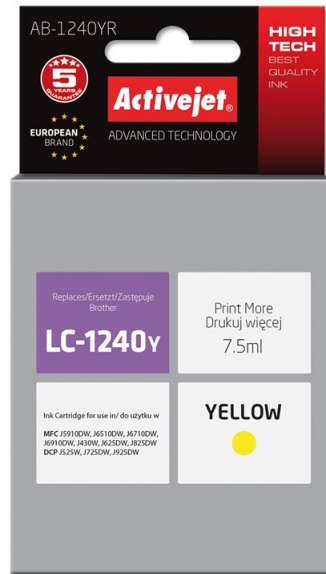 AB-1240YR
HIGH
TECH
BEST
QUALITY
INK
5
YEARS
GUARANTEE
Activejet®
EUROPEAN
BRAND
ADVANCED TECHNOLOGY
Replaces/Ersetzt/Zastępuje
Brother
LC-1240Y
Print More
Drukuj więcej
7.5ml
Ink Cartridge for use in/ do użytku w
MFC J5910DW, J6510DW, J6710DW,
J6910DW, J430W, J625DW, J825DW
DCP J525W, J725DW, J925DW
YELLOW